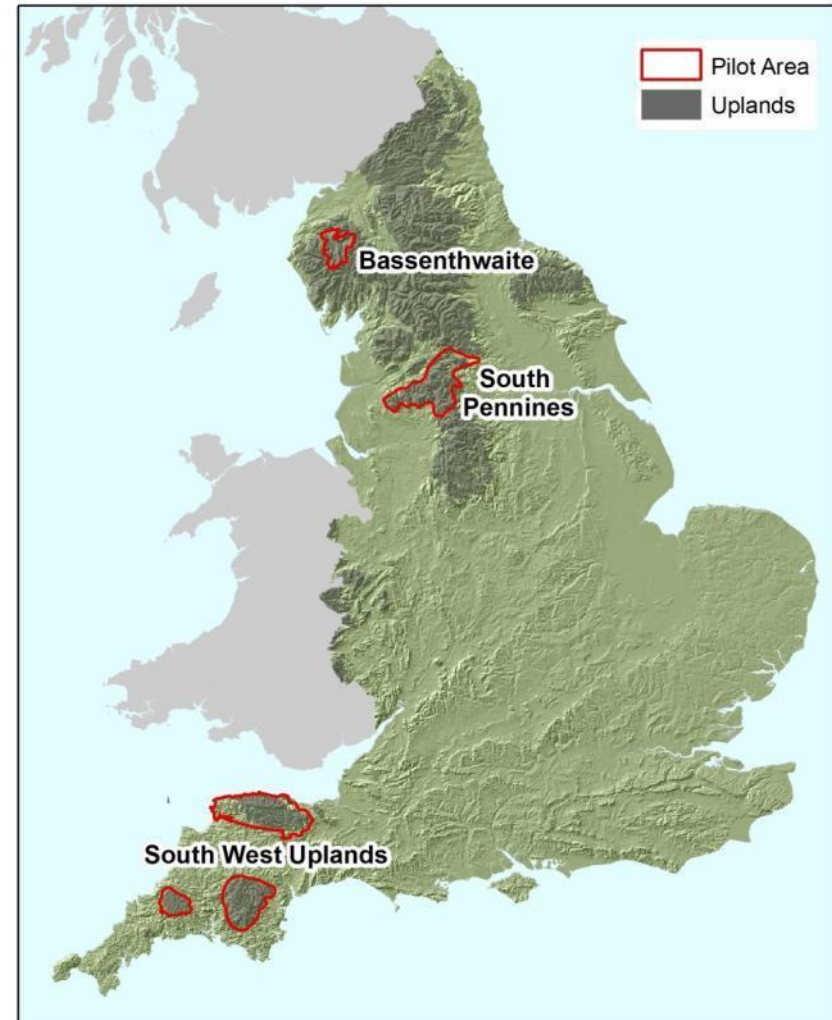 Pilot Area
Uplands
Bassenthwaite
South
Pennines
South West Uplands